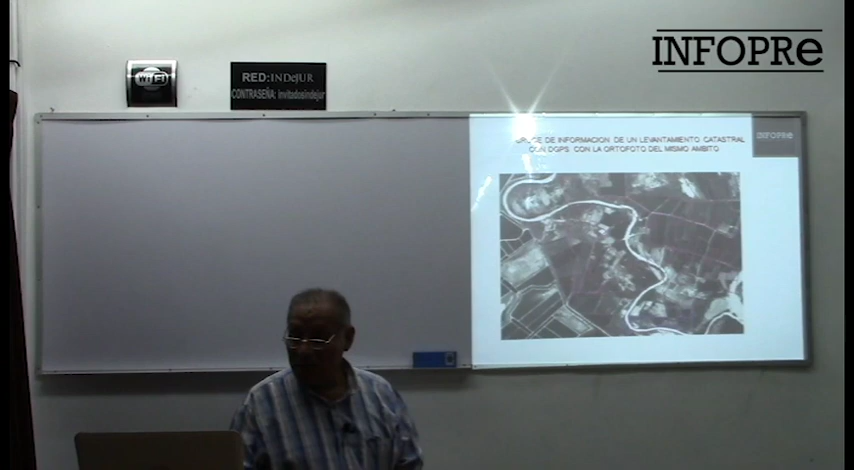 INFOPRe
WiFi
RED:INDeJUR
CONTRASEÑA: invitadosindejur
CRUCE DE INFORMACION DE UN LEVANTAMIENTO CATASTRAL
CON DGPS CON LA ORTOFOTO DEL MISMO AMBITO
INFOPRe